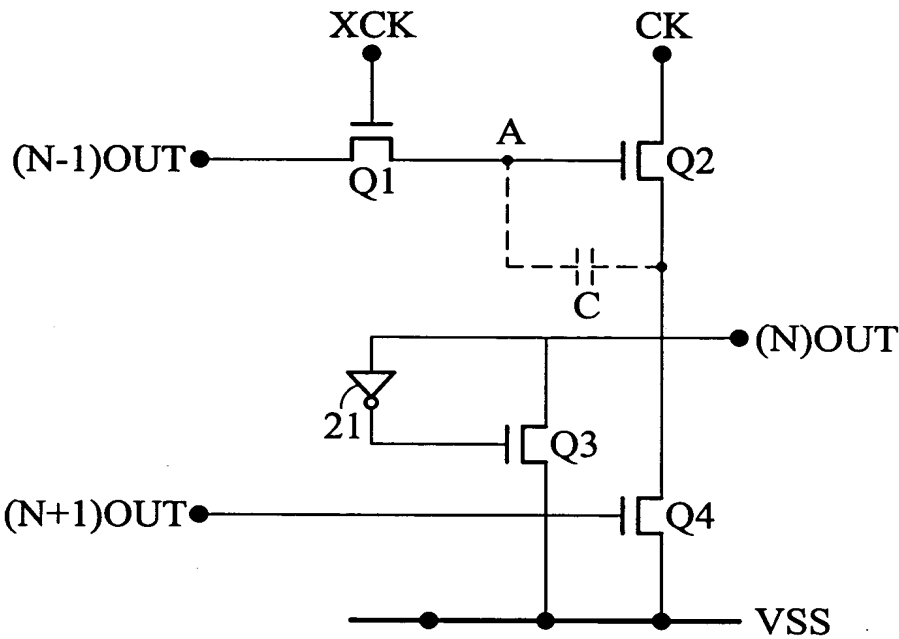 XCK
CK
A
(N-1)OUT
Q1
Q2
C
(N)OUT
21
Q3
(N+1)OUT
Q4
VSS